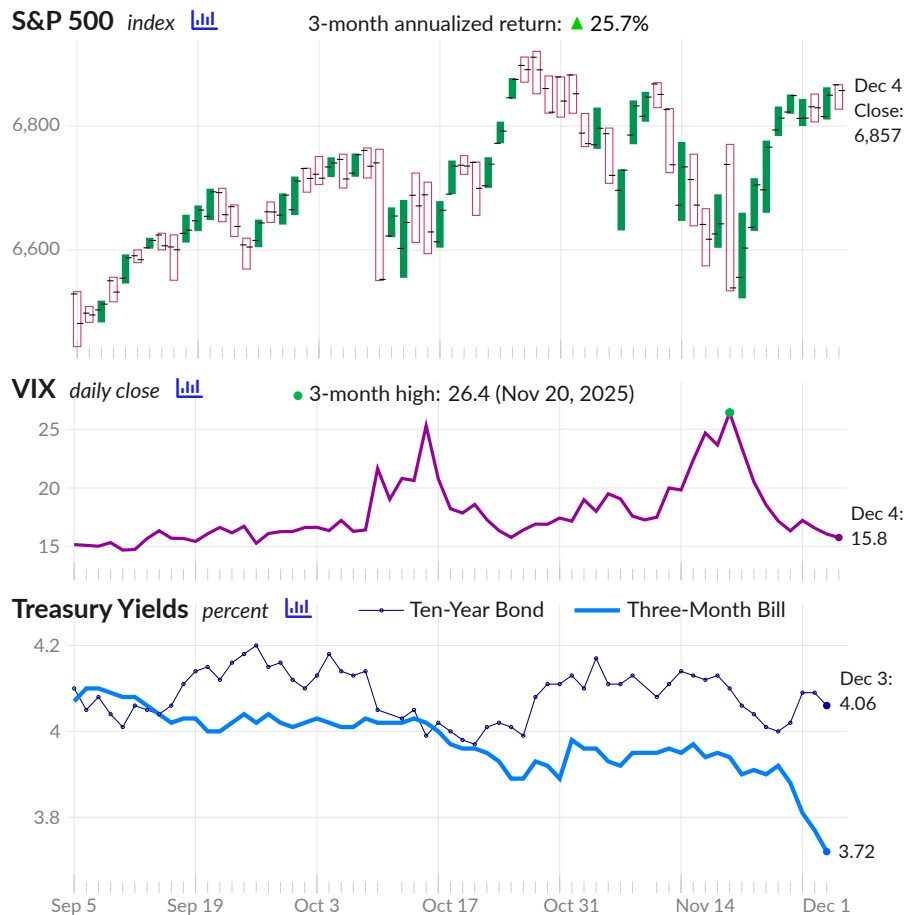 S&P 500 index
3-month annualized return: ▲ 25.7%
6,800
6,600
Dec 4
Close:
6,857
VIX daily close
3-month high: 26.4 (Nov 20, 2025)
25
20
15
Dec 4:
15.8
Treasury Yields percent
Ten-Year Bond
Three-Month Bill
4.2
4
3.8
Dec 3:
4.06
3.72
Sep 5 Sep 19 Oct 3 Oct 17 Oct 31 Nov 14 Dec 1